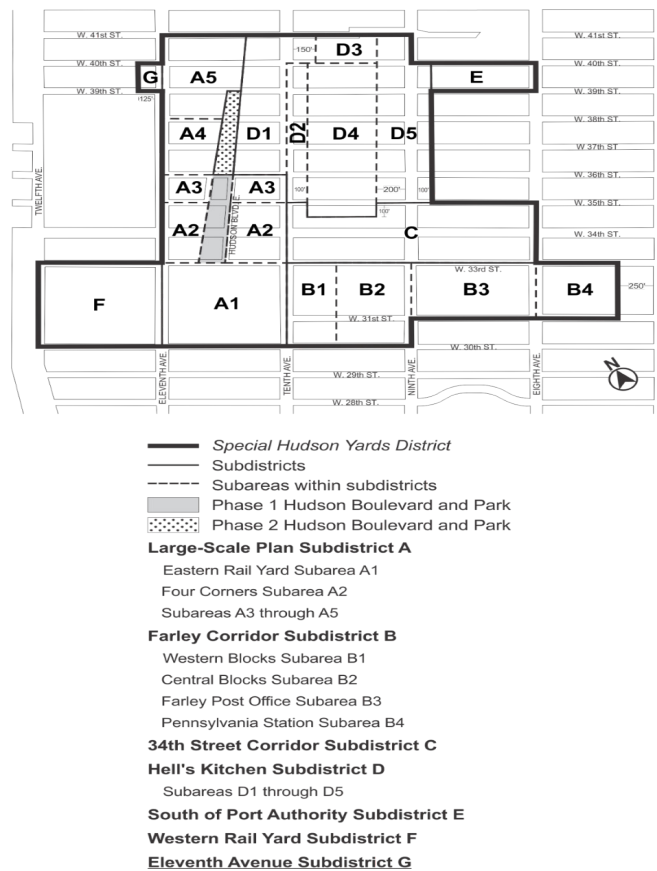 W. 41st ST.
W. 41st ST.
150'
D3
W. 40th ST.
G
A5
E
W. 40th ST.
W. 39th ST.
W. 39th ST.
125'
A4
D1
D2
D4
D5
W. 38th ST.
W. 37th ST.
TWELFTH AVE.
A3
A3
W. 36th ST.
100'
200'
100'
HUDSON BLVD E.
100'
W. 35th ST.
A2
A2
C
W. 34th ST.
W. 33rd ST.
F
A1
B1
B2
B3
B4
250'
W. 31st ST.
W. 30th ST.
ELEVENTH AVE.
TENTH AVE.
NINTH AVE.
EIGHTH AVE.
N
W. 29th ST.
W. 28th ST.
Special Hudson Yards District
Subdistricts
Subareas within subdistricts
Phase 1 Hudson Boulevard and Park
Phase 2 Hudson Boulevard and Park
Large-Scale Plan Subdistrict A
Eastern Rail Yard Subarea A1
Four Corners Subarea A2
Subareas A3 through A5
Farley Corridor Subdistrict B
Western Blocks Subarea B1
Central Blocks Subarea B2
Farley Post Office Subarea B3
Pennsylvania Station Subarea B4
34th Street Corridor Subdistrict C
Hell's Kitchen Subdistrict D
Subareas D1 through D5
South of Port Authority Subdistrict E
Western Rail Yard Subdistrict F
Eleventh Avenue Subdistrict G